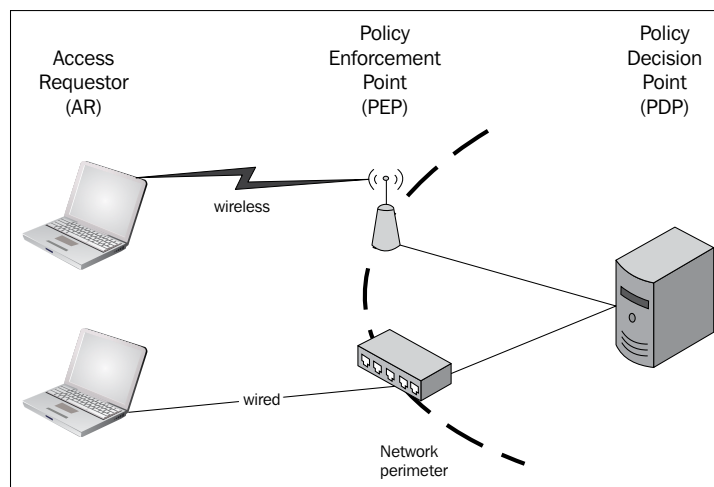 Access
Requestor
(AR)
Policy
Enforcement
Point
(PEP)
Policy
Decision
Point
(PDP)
wireless
wired
Network
perimeter